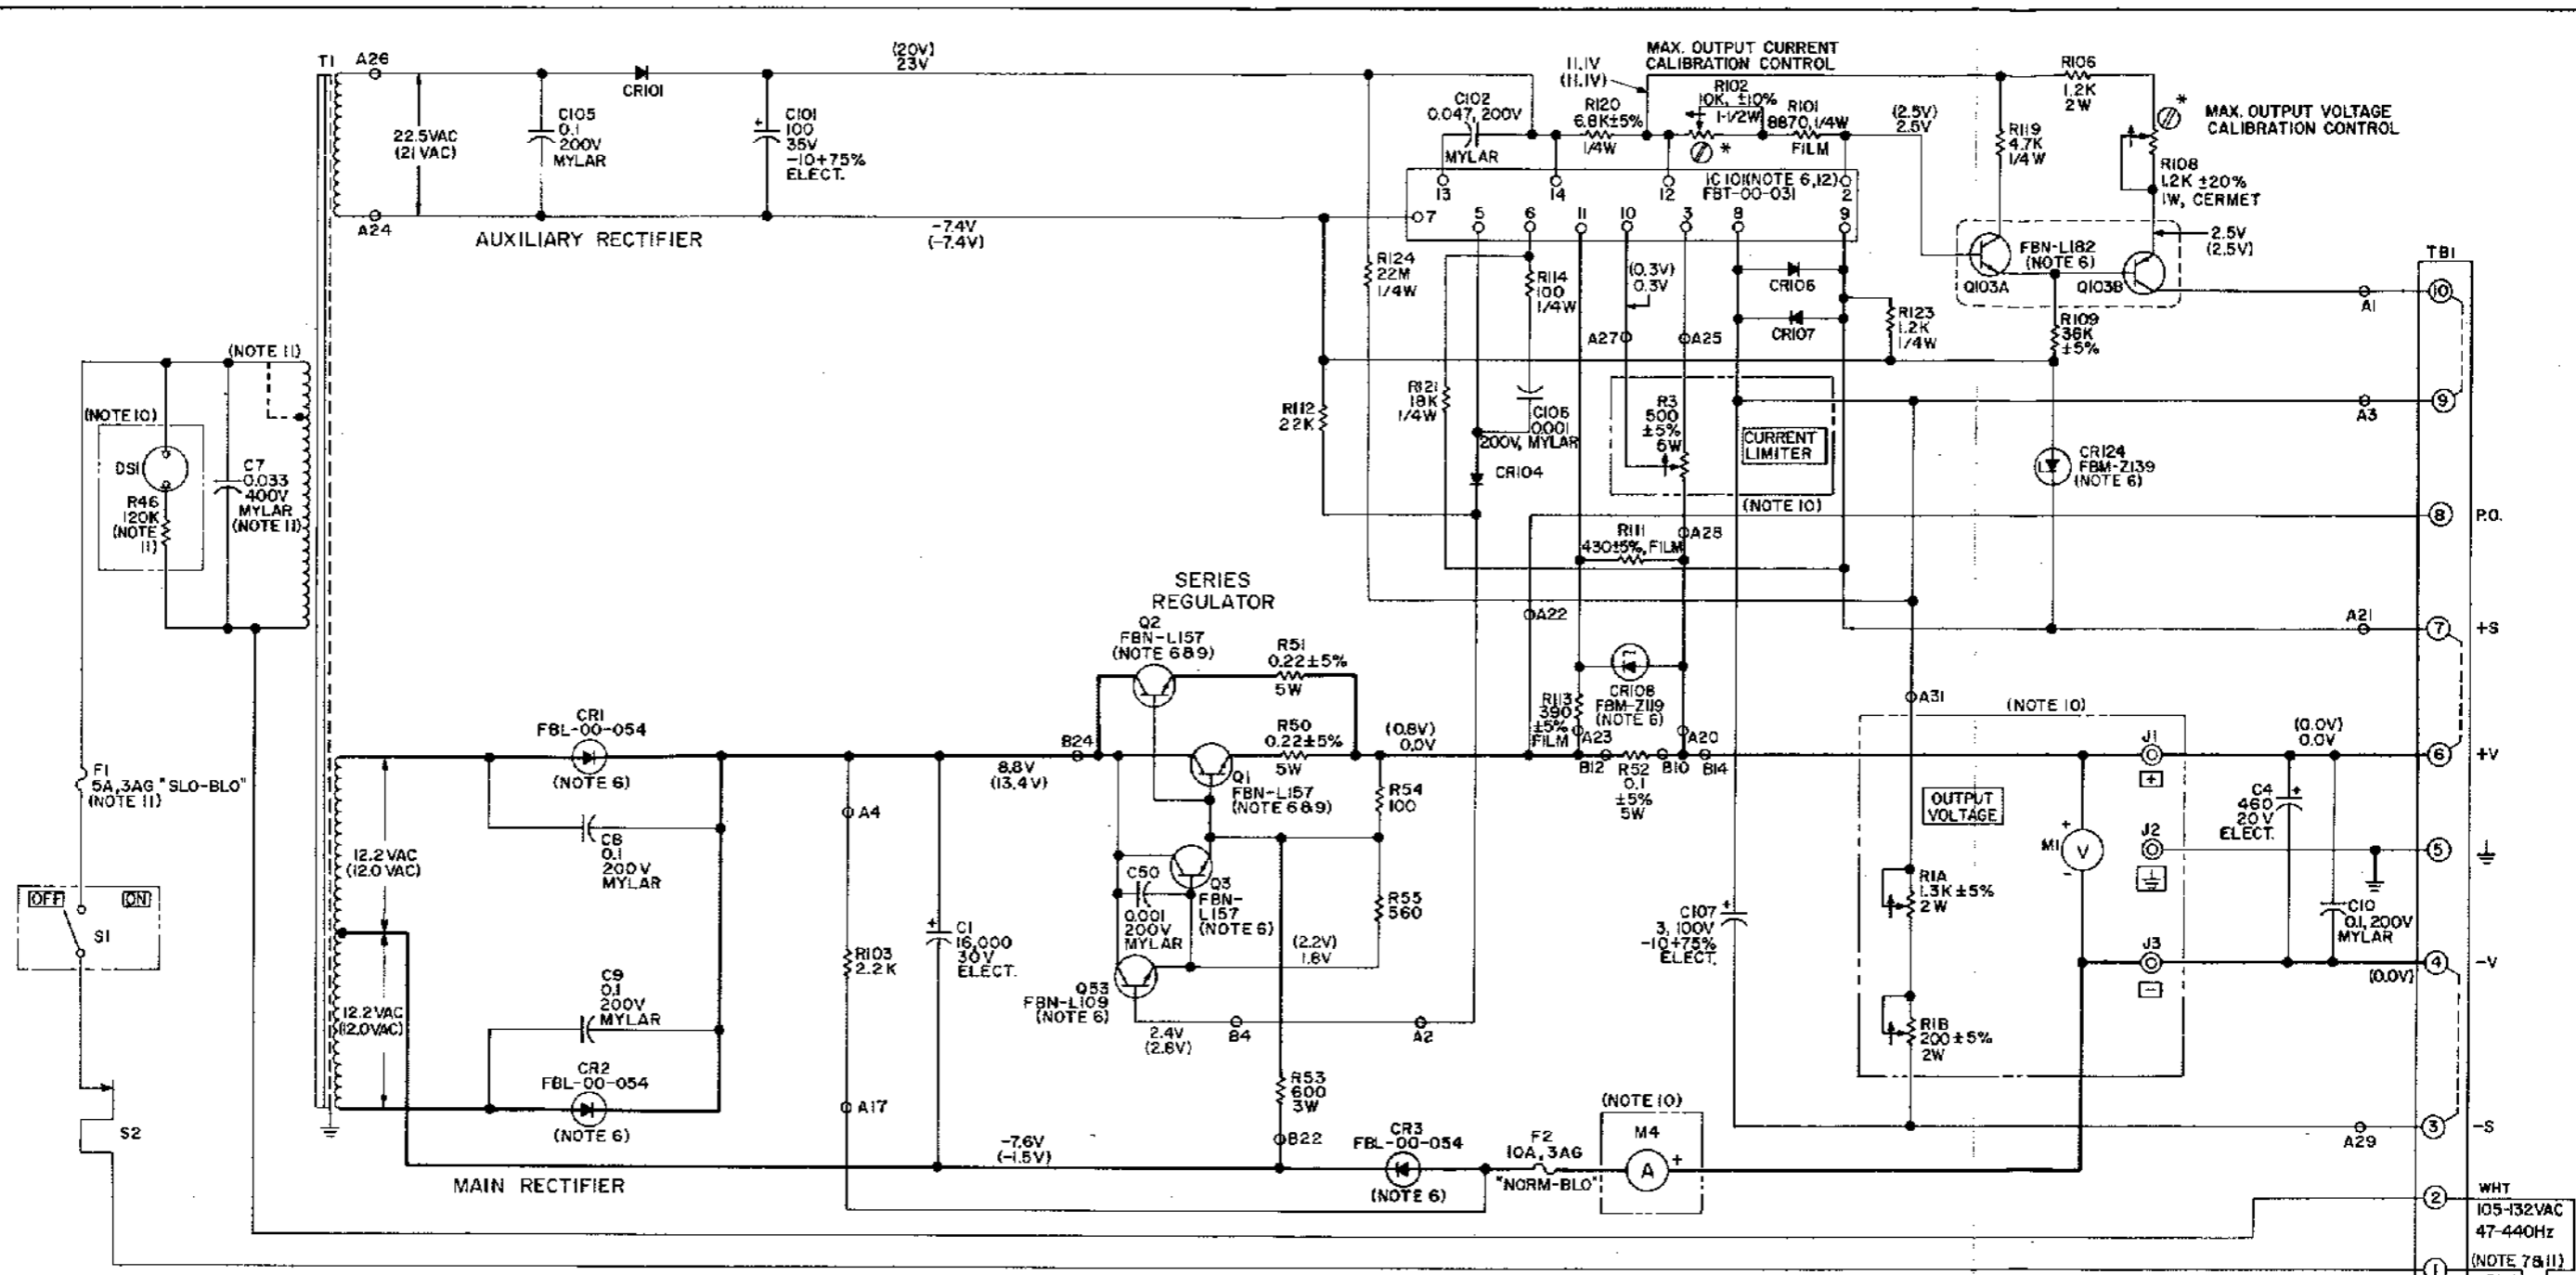 T1
A26
CR101
(20V)
23V
22.5VAC
(21 VAC)
C105
0.1
200V
MYLAR
C101
100
35V
-10+75%
ELECT.
A24
AUXILIARY RECTIFIER
-7.4V
(-7.4V)
R124
22M
1/4W
C102
0.047, 200V
MYLAR
11.1V
(11.1V)
R120
6.8K±5%
1/4W
MAX. OUTPUT CURRENT
CALIBRATION CONTROL
R102
10K, ±10%
1-1/2W
*
R101
8870, 1/4W
FILM
(2.5V)
2.5V
R119
4.7K
1/4W
R106
1.2K
2W
*
MAX. OUTPUT VOLTAGE
CALIBRATION CONTROL
R108
1.2K ±20%
1W, CERMET
13
14
12
IC101(NOTE 6,12)
FBT-00-031
2
7
5
6
11
10
3
8
9
R114
100
1/4W
(0.3V)
0.3V
CR106
CR107
R123
1.2K
1/4W
Q103A
FBN-L182
(NOTE 6)
Q103B
2.5V
(2.5V)
R109
36K
±5%
A27
A25
A1
TB1
10
A3
9
R112
22K
R121
18K
1/4W
C106
0.001
200V, MYLAR
CR104
R3
500
±5%
5W
CURRENT
LIMITER
(NOTE 10)
CR124
FBM-Z139
(NOTE 6)
8
P.O.
R111
430±5%, FILM
A28
A22
A21
7
+S
(NOTE 11)
(NOTE 10)
DS1
R46
120K
(NOTE
11)
C7
0.033
400V
MYLAR
(NOTE 11)
F1
5A,3AG "SLO-BLO"
(NOTE 11)
OFF
ON
S1
S2
SERIES
REGULATOR
Q2
FBN-L157
(NOTE 6&9)
R51
0.22±5%
5W
R50
0.22±5%
5W
Q1
FBN-L157
(NOTE 6&9)
(0.8V)
0.0V
R113
390
±5%
FILM
CR108
FBM-Z119
(NOTE 6)
A23
A20
B12
R52
0.1
±5%
5W
B10
B14
A31
(NOTE 10)
J1
+
(0.0V)
0.0V
6
+V
CR1
FBL-00-054
(NOTE 6)
C8
0.1
200V
MYLAR
12.2VAC
(12.0 VAC)
12.2VAC
(12.0VAC)
C9
0.1
200V
MYLAR
CR2
FBL-00-054
(NOTE 6)
MAIN RECTIFIER
A4
R103
2.2K
A17
C1
16,000
30V
ELECT.
8.8V
(13.4V)
B24
R54
100
C50
0.001
200V
MYLAR
Q3
FBN-
L157
(NOTE 6)
R55
560
(2.2V)
1.8V
Q53
FBN-L109
(NOTE 6)
2.4V
(2.8V)
B4
A2
R53
600
3W
B22
-7.6V
(-1.5V)
CR3
FBL-00-054
(NOTE 6)
F2
10A, 3AG
"NORM-BLO"
(NOTE 10)
M4
A
+
C107
3, 100V
-10+75%
ELECT.
OUTPUT
VOLTAGE
R1A
1.3K±5%
2W
R1B
200±5%
2W
M1
+
V
-
J2
J3
C4
460
20V
ELECT.
C10
0.1, 200V
MYLAR
5
(0.0V)
4
-V
A29
3
-S
2
WHT
105-132VAC
47-440Hz
1
(NOTE 7&11)